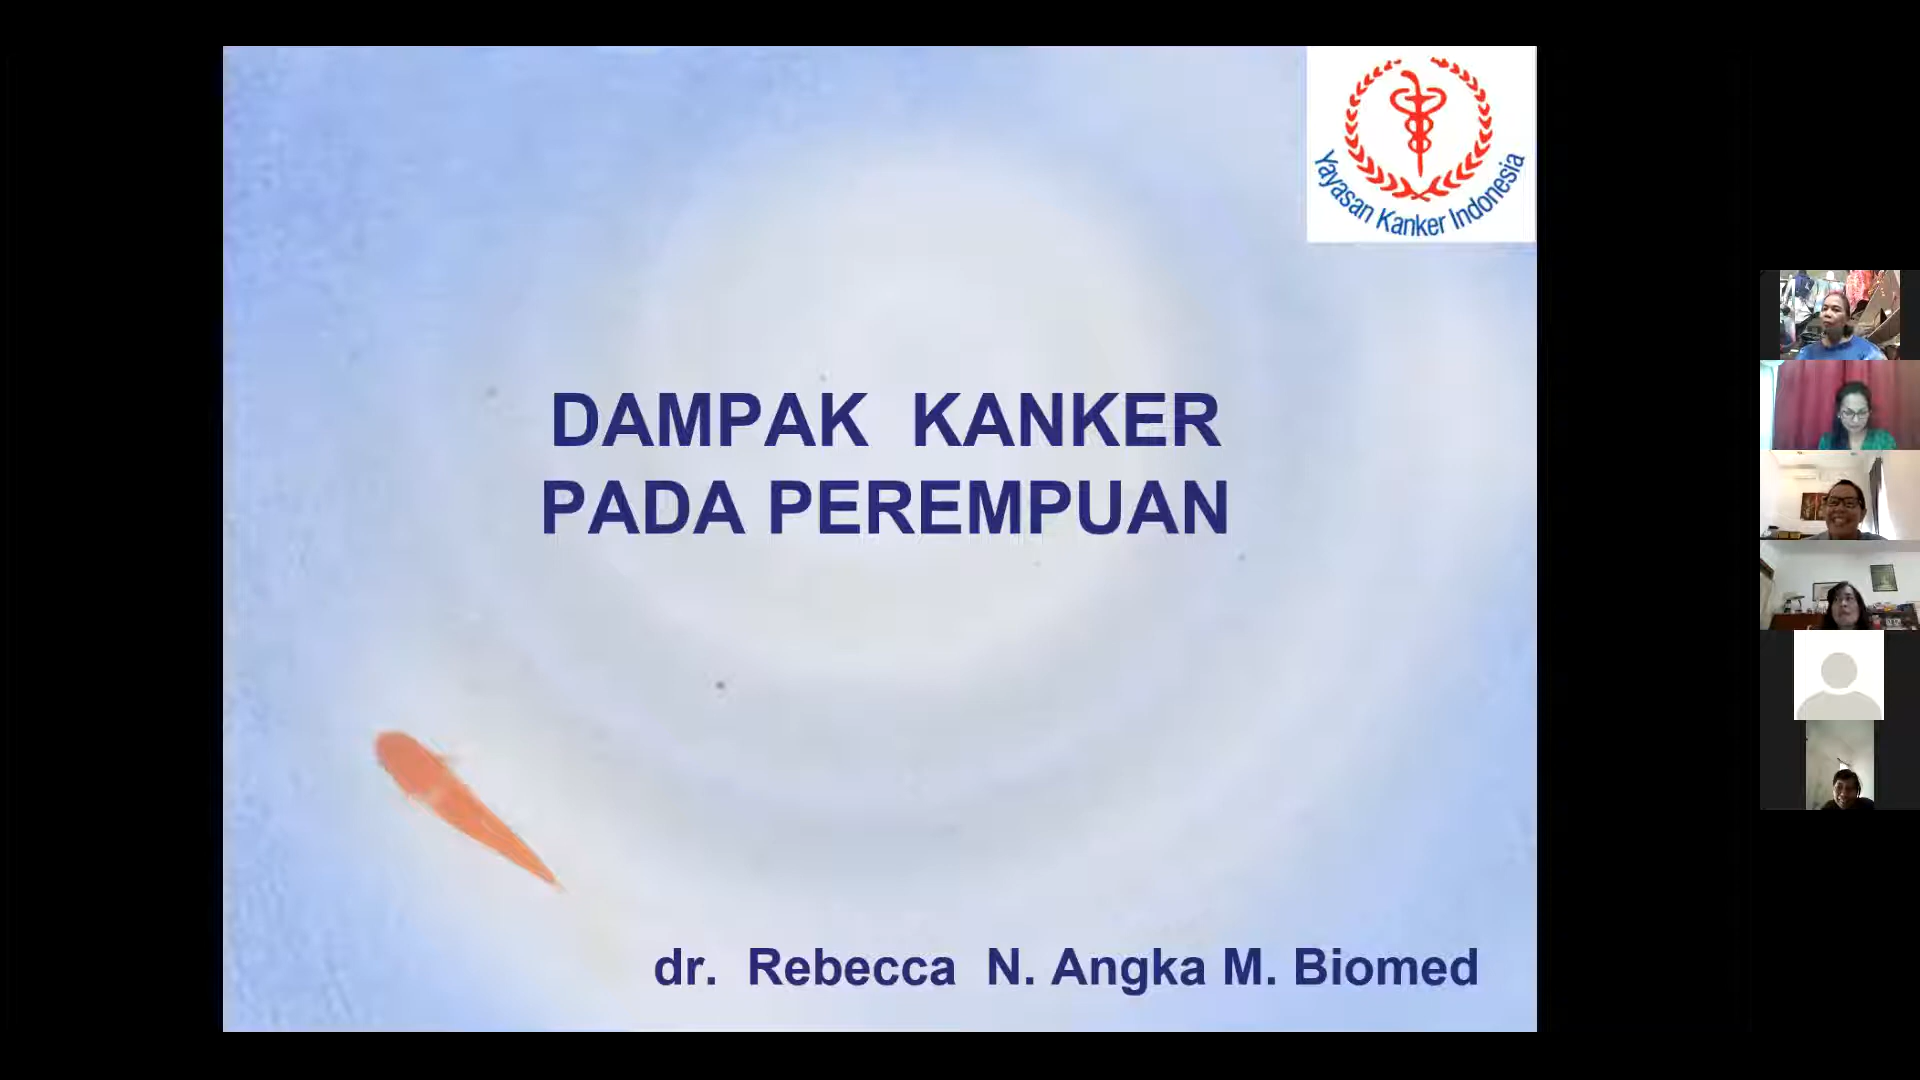 Yayasan Kanker Indonesia
DAMPAK KANKER
PADA PEREMPUAN
dr. Rebecca N. Angka M. Biomed